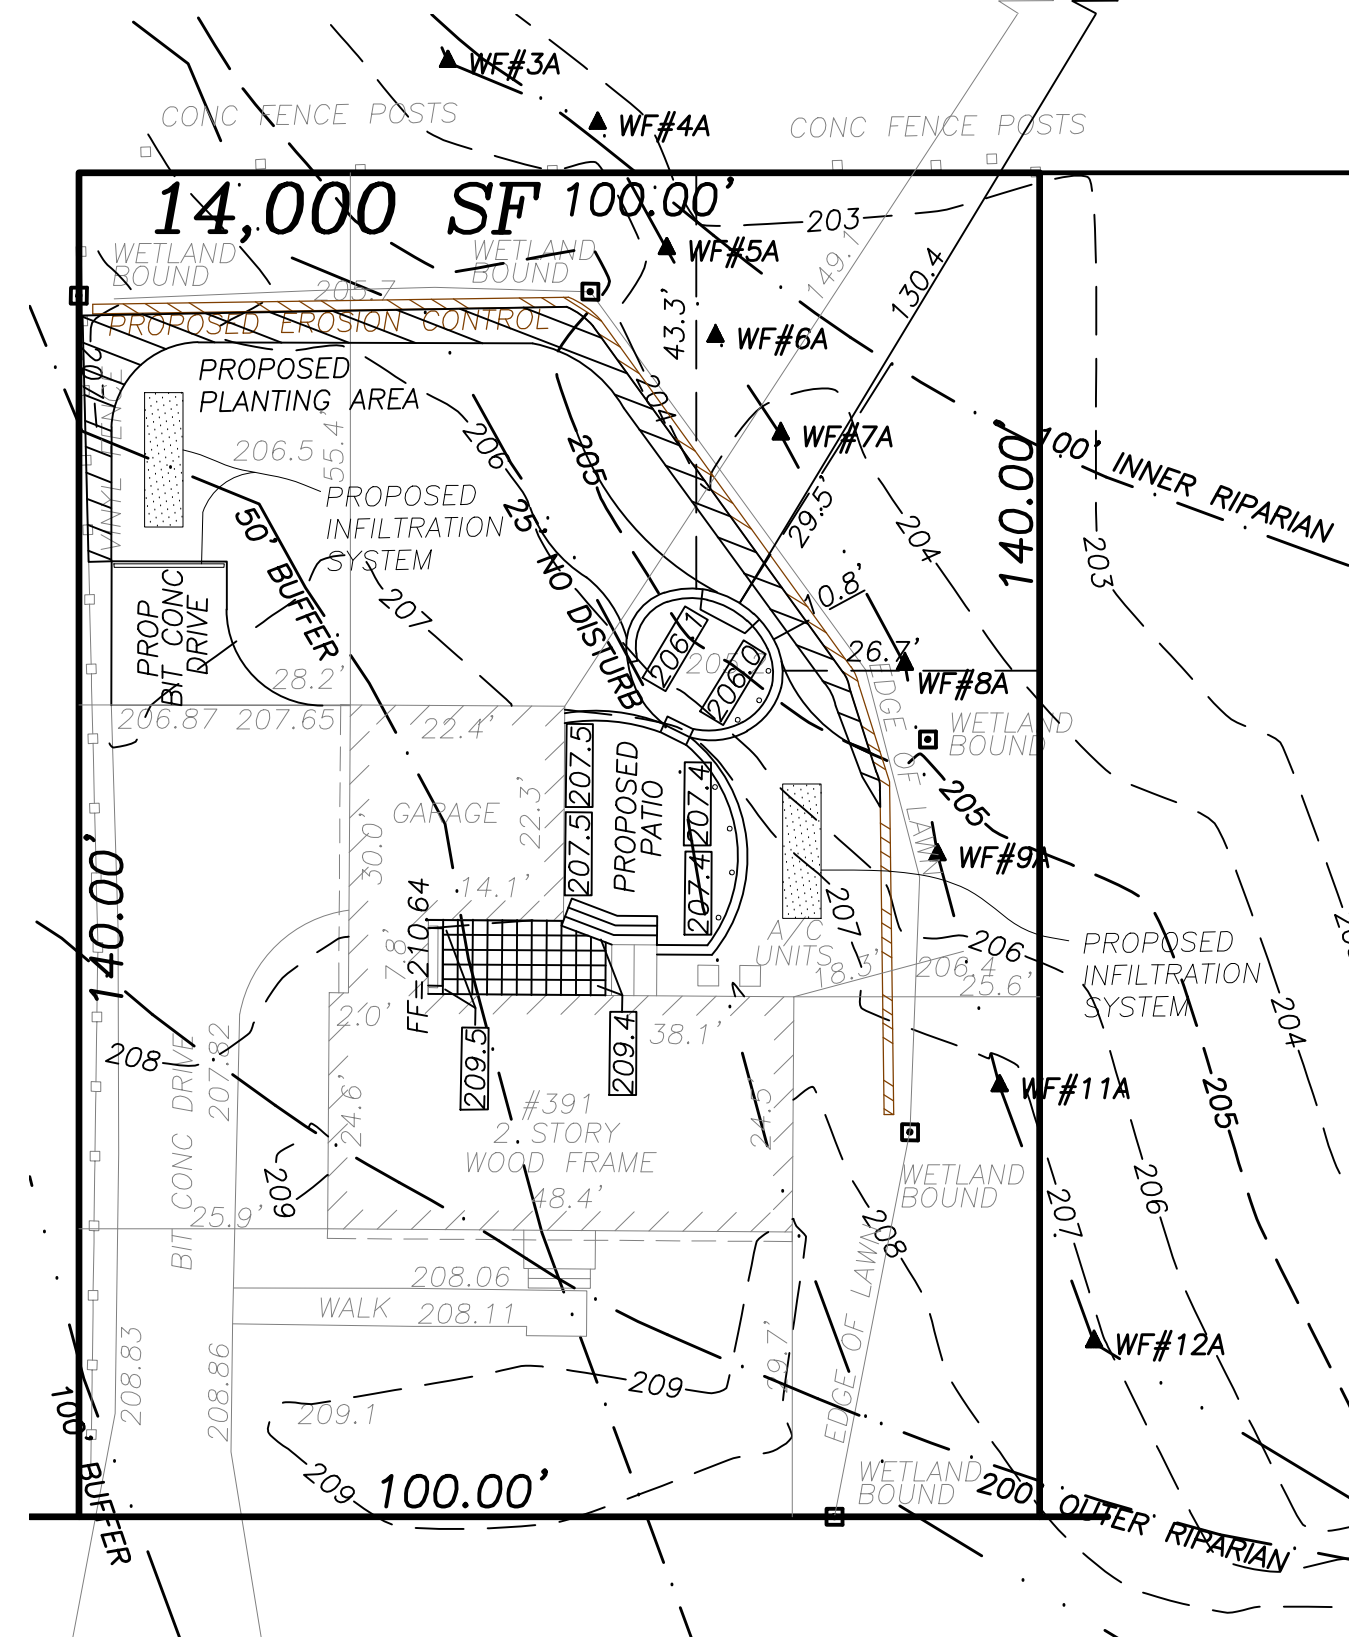 WF#3A
CONC FENCE POSTS
WF#4A
CONC FENCE POSTS
14,000 SF
100.00'
203
WETLAND
BOUND
WETLAND
BOUND
WF#5A
149.1
130.4
205.7
PROPOSED EROSION CONTROL
43.3'
WF#6A
207
PROPOSED
PLANTING AREA
204
206.5
55.4'
206
205
WF#7A
140.00'
100' INNER RIPARIAN
PROPOSED
INFILTRATION
SYSTEM
50' BUFFER
25' NO DISTURB
29.5'
204
203
PROP
BIT CONC
DRIVE
207
10.8'
206.1
206.0
26.7'
WF#8A
28.2'
206.87
207.65
22.4'
EDGE OF LAWN
WETLAND
BOUND
207.5
207.5
PROPOSED
PATIO
207.4
207.4
GARAGE
22.3'
30.0'
205
140.00'
WF#9A
14.1'
FF=210.64
7.8'
207
A/C
UNITS
18.3'
206
206.4
25.6'
PROPOSED
INFILTRATION
SYSTEM
2.0'
38.1'
208
BIT CONC DRIVE
207.82
209.5
209.4
204
205
WF#11A
24.6'
24.5'
#391
2 STORY
WOOD FRAME
48.4'
209
25.9'
WETLAND
BOUND
207
206
208
208.06
WALK
208.11
EDGE OF LAWN
WF#12A
208.83
208.86
29.7'
209
209.1
100' BUFFER
209
100.00'
WETLAND
BOUND
200' OUTER RIPARIAN